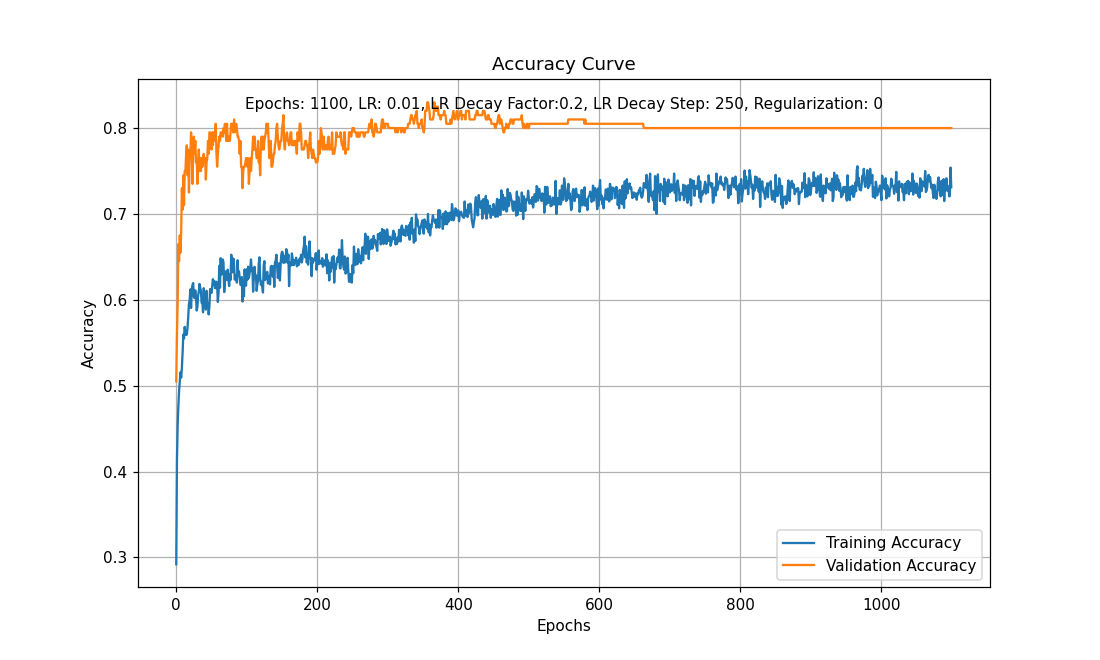 Accuracy Curve
Epochs: 1100, LR: 0.01, LR Decay Factor:0.2, LR Decay Step: 250, Regularization: 0
0.8
0.7
0.6
0.5
0.4
0.3
Accuracy
Training Accuracy
Validation Accuracy
0 200 400 600 800 1000
Epochs